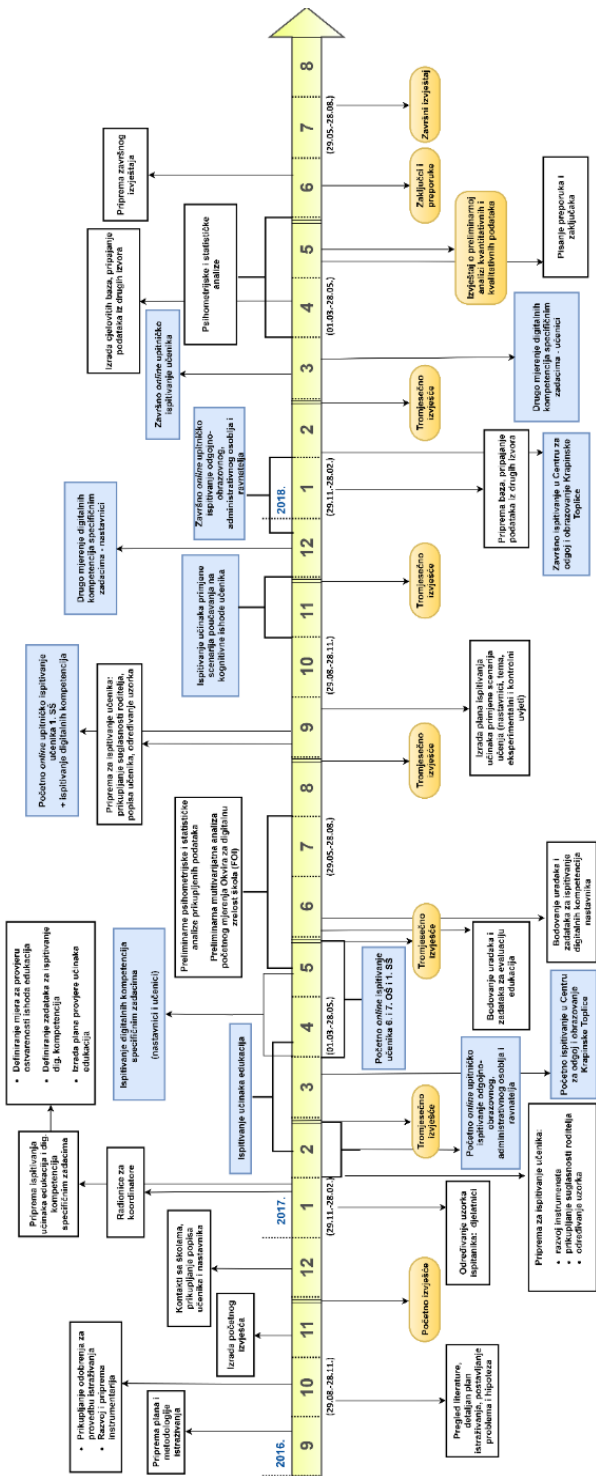 Priprema plana i
metodologije
istraživanja
• Prikupljanje odobrenja za
provedbu istraživanja
• Razvoj i priprema
instrumentarija
Izrada početnog
izvješća
Kontakti sa školama,
prikupljanje popisa
učenika i nastavnika
Radionice za
koordinatore
Priprema ispitivanja
učinaka edukacija i dig.
kompetencija
specifičnim zadacima
• Definiranje mjera za provjeru
ostvarenosti ishoda edukacija
• Definiranje zadataka za ispitivanje
dig. kompetencija
• Izrada plana provjere učinaka
edukacija
Ispitivanje učinaka edukacija
Ispitivanje digitalnih kompetencija
specifičnim zadacima
(nastavnici i učenici)
Preliminarne psihometrijske i statističke
analize prikupljenih podataka
Preliminarna multivarijatna analiza
početnog mjerenja Okvira za digitalnu
zrelost škola (FOI)
Priprema za ispitivanje učenika:
prikupljanje suglasnosti roditelja,
popisa učenika, određivanje uzorka
Početno online upitničko ispitivanje
učenika 1. SŠ
+ ispitivanje digitalnih kompetencija
Ispitivanje učinaka primjene
scenarija poučavanja na
kognitivne ishode učenika
Drugo mjerenje digitalnih
kompetencija specifičnim
zadacima - nastavnici
Završno online upitničko
ispitivanje odgojno-
obrazovnog,
administrativnog osoblja i
ravnatelja
Završno online upitničko
ispitivanje učenika
Izrada cjelovitih baza, pripajanje
podataka iz drugih izvora
Psihometrijske i statističke
analize
Priprema završnog
izvještaja
2016.
2017.
2018.
9 10 11 12 1 2 3 4 5 6 7 8 9 10 11 12 1 2 3 4 5 6 7 8
(29.08.-28.11.)
(29.11.-28.02.)
(01.03.-28.05.)
(29.05.-28.08.)
(29.08.-28.11.)
(29.11.-28.02.)
(01.03.-28.05.)
(29.05.-28.08.)
Pregled literature,
detaljan plan
istraživanja, postavljanje
problema i hipoteza
Početno izvješće
Određivanje uzorka
ispitanika: djelatnici
Priprema za ispitivanje učenika:
• razvoj instrumenata
• prikupljanje suglasnosti roditelja
• određivanje uzorka
Tromjesečno
izvješće
Početno online upitničko
ispitivanje odgojno-
obrazovnog,
administrativnog osoblja i
ravnatelja
Početno ispitivanje u Centru
za odgoj i obrazovanje
Krapinske Toplice
Početno online ispitivanje
učenika 6. i 7. OŠ i 1. SŠ
Tromjesečno
izvješće
Bodovanje uradaka i
zadataka za evaluaciju
edukacija
Bodovanje uradaka i
zadataka za ispitivanje
digitalnih kompetencija
nastavnika
Tromjesečno
izvješće
Izrada plana ispitivanja
učinaka primjene scenarija
učenja (nastavnici, tema,
eksperimentalni i kontrolni
uvjeti)
Tromjesečno
izvješće
Priprema baza, pripajanje
podataka iz drugih izvora
Završno ispitivanje u Centru za
odgoj i obrazovanje Krapinske
Toplice
Tromjesečno
izvješće
Drugo mjerenje digitalnih
kompetencija specifičnim
zadacima - učenici
Izvještaj o preliminarnoj
analizi kvantitativnih i
kvalitativnih podataka
Pisanje preporuka i
zaključaka
Zaključci i
preporuke
Završni izvještaj